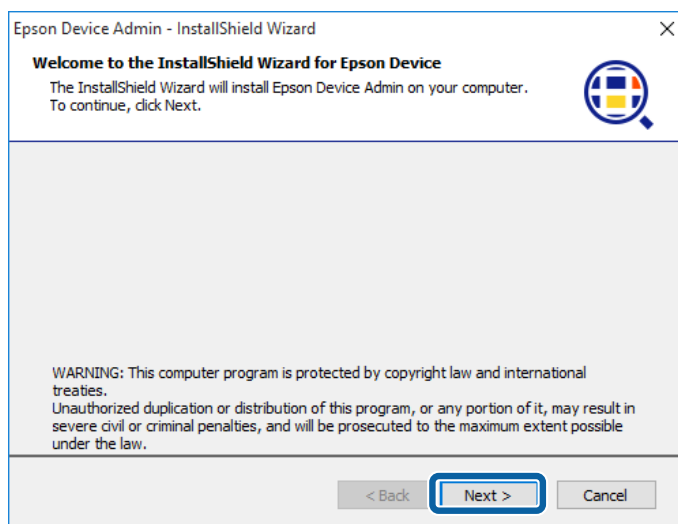 Epson Device Admin - InstallShield Wizard
Welcome to the InstallShield Wizard for Epson Device
The InstallShield Wizard will install Epson Device Admin on your computer.
To continue, click Next.
WARNING: This computer program is protected by copyright law and international
treaties.
Unauthorized duplication or distribution of this program, or any portion of it, may result in
severe civil or criminal penalties, and will be prosecuted to the maximum extent possible
under the law.
< Back Next > Cancel